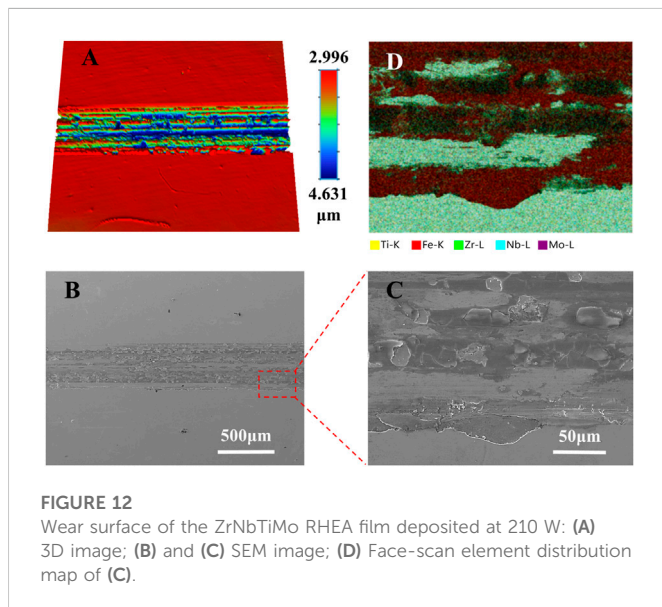 A
2.996
4.631
μm
D
Ti-K Fe-K Zr-L Nb-L Mo-L
B
500μm
C
50μm
FIGURE 12
Wear surface of the ZrNbTiMo RHEA film deposited at 210 W: (A)
3D image; (B) and (C) SEM image; (D) Face-scan element distribution
map of (C).